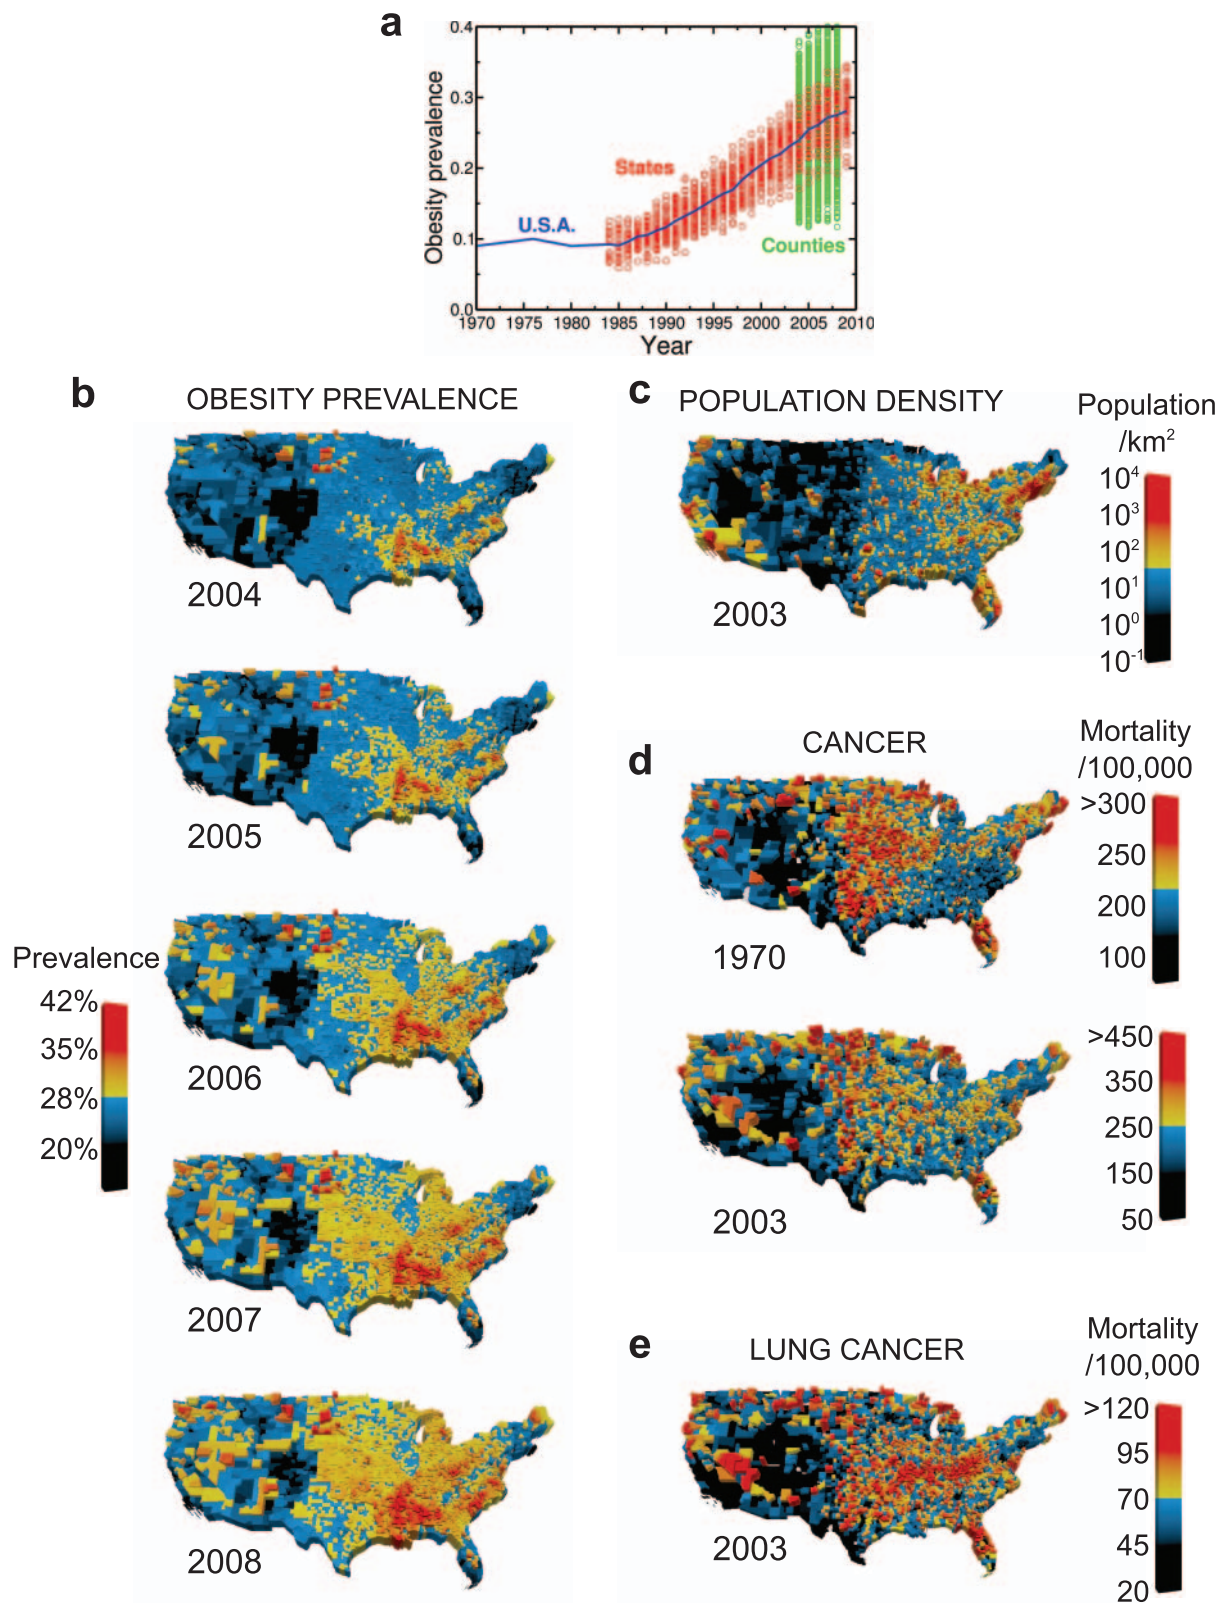 a
0.4
0.3
0.2
0.1
0.0
Obesity prevalence
States
U.S.A.
Counties
1970 1975 1980 1985 1990 1995 2000 2005 2010
Year
b
OBESITY PREVALENCE
2004
2005
2006
2007
2008
Prevalence
42%
35%
28%
20%
c
POPULATION DENSITY
2003
Population
/km²
10⁴
10³
10²
10¹
10⁰
10⁻¹
d
CANCER
1970
Mortality
/100,000
>300
250
200
100
2003
>450
350
250
150
50
e
LUNG CANCER
2003
Mortality
/100,000
>120
95
70
45
20